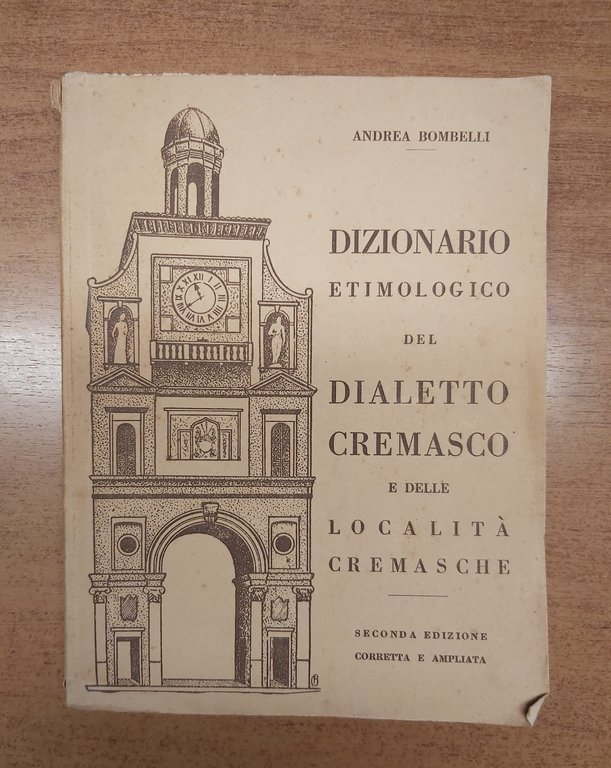 ANDREA BOMBELLI
DIZIONARIO
ETIMOLOGICO
DEL
DIALETTO
CREMASCO
E DELLE
LOCALITÀ
CREMASCHE
SECONDA EDIZIONE
CORRETTA E AMPLIATA